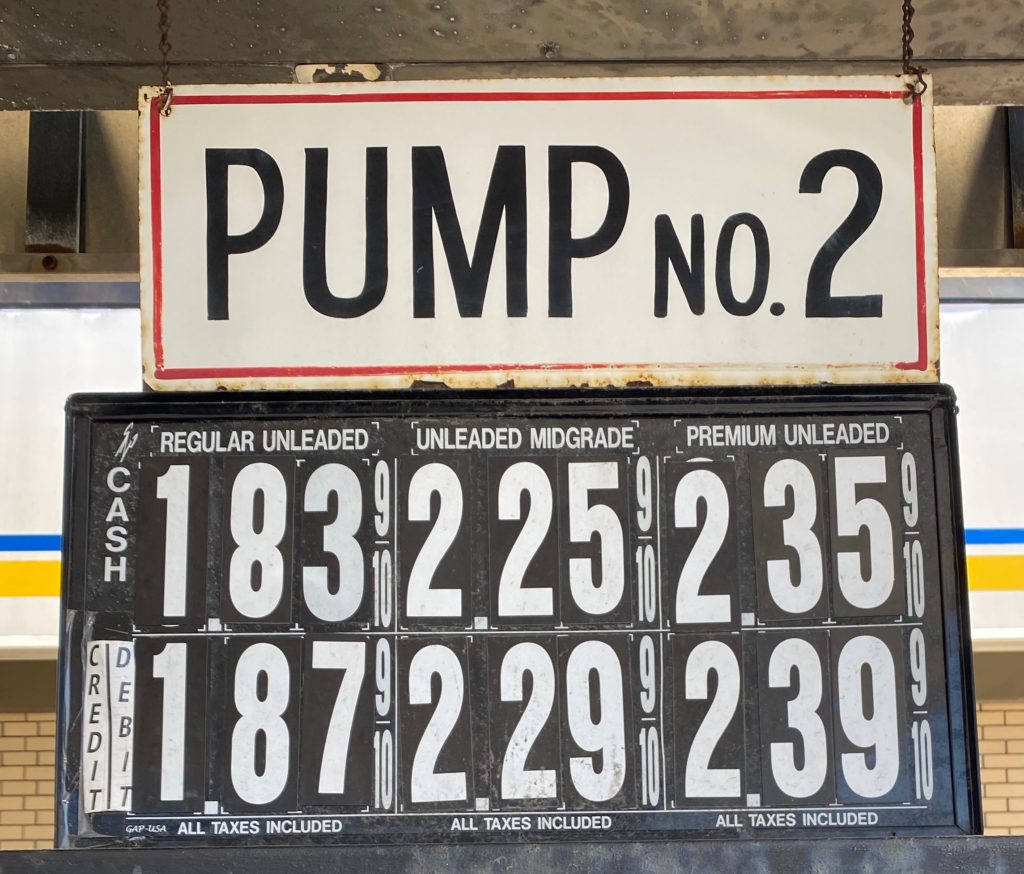 PUMP NO. 2
REGULAR UNLEADED UNLEADED MIDGRADE PREMIUM UNLEADED
CASH 1.83 9/10 2.25 9/10 2.35 9/10
CREDIT DEBIT 1.87 9/10 2.29 9/10 2.39 9/10
GAP-USA ALL TAXES INCLUDED ALL TAXES INCLUDED ALL TAXES INCLUDED